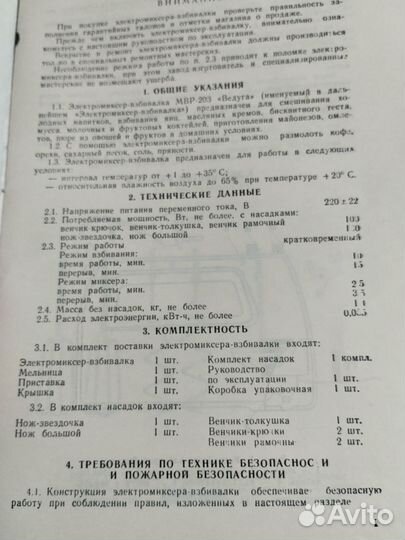 ВНИМАНИ
При покупке электромиксера-взбивалки проверьте правильность за-
полнения гарантийных талонов и отметки магазина о продаже.
Прежде, чем включить электромиксер-взбивалку, внимательно озна-
комьтесь с настоящим руководством по эксплуатации.
Вскрытие и ремонт электромиксера-взбивалки должны производиться
только в специальных ремонтных мастерских.
Несоблюдение режима работы по п. 2.3 приводит к поломке электро-
миксера-взбивалки, при этом завод-изготовитель и специализированные
мастерские не возмещают ущерба.
1. ОБЩИЕ УКАЗАНИЯ
1.1. Электромиксер-взбивалка МВР-203 «Ведуга» (именуемый в даль-
нейшем «Электромиксер-взбивалка») предназначен для смешивания хо-
лодных напитков, взбивания яиц, масляных кремов, бисквитного теста,
мусса, молочных и фруктовых коктейлей, приготовления майонезов, омле-
тов, пюре из овощей и фруктов в домашних условиях.
1.2. С помощью электромиксера-взбивалки можно размолоть кофе,
орехи, сахарный песок, соль, пряности.
1.3. Электромиксер-взбивалка предназначен для работы в следующих
условиях:
— интервал температур от +1 до +35°С;
— относительная влажность воздуха до 65% при температуре +20°С.
2. ТЕХНИЧЕСКИЕ ДАННЫЕ
2.1. Напряжение питания переменного тока, В 220±22
2.2. Потребляемая мощность, Вт, не более, с насадками:
венчик-крючок, венчик-толкушка, венчик рамочный
нож-звездочка, нож большой
2.3. Режим работы кратковременный
Режим взбивания:
время работы, мин. 10
перерыв, мин. 15
Режим миксера:
время работы, мин.
перерыв, мин.
2.4. Масса без насадок, кг, не более
2.5. Расход электроэнергии, кВт-ч, не более
3. КОМПЛЕКТНОСТЬ
3.1. В комплект поставки электромиксера-взбивалки входят:
Электромиксер-взбивалка 1 шт. Комплект насадок 1 компл.
Мельница 1 шт. Руководство
Приставка 1 шт. по эксплуатации 1 шт.
Крышка 1 шт. Коробка упаковочная 1 шт.
3.2. В комплект насадок входят:
Нож-звездочка 1 шт. Венчик-толкушка 1 шт.
Нож большой 1 шт. Венчики-крючки 2 шт.
Венчики рамочны 2 шт.
4. ТРЕБОВАНИЯ ПО ТЕХНИКЕ БЕЗОПАСНОС И
И ПОЖАРНОЙ БЕЗОПАСНОСТИ
4.1. Конструкция электромиксера-взбивалки обеспечивае безопасную
работу при соблюдении правил, изложенных в настоящем разделе
Avito